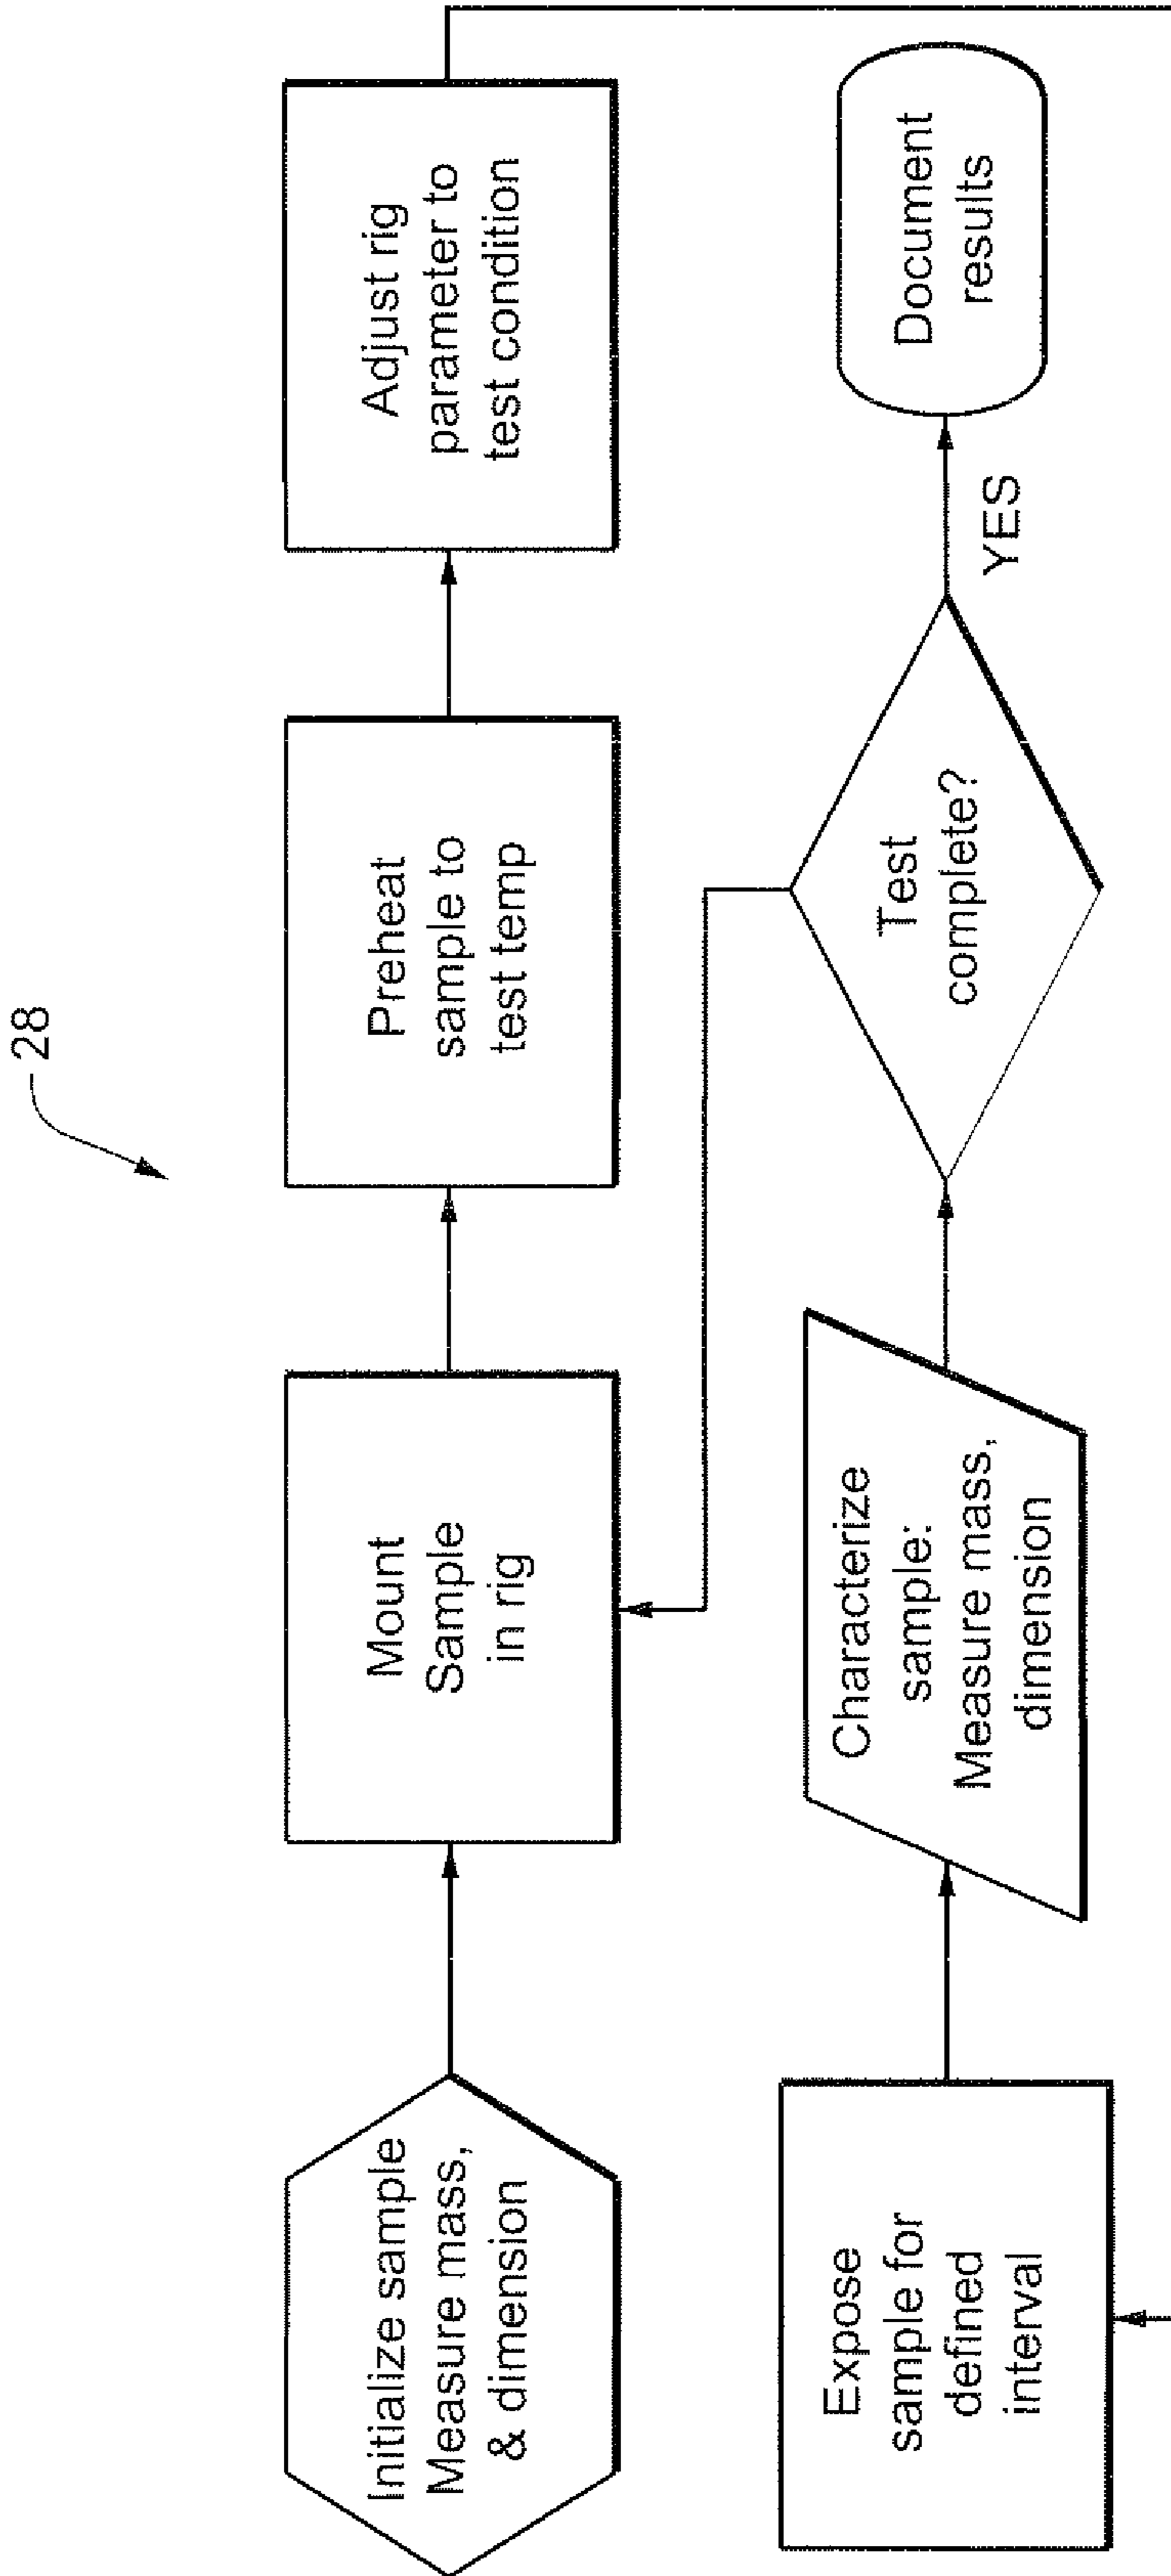 28
Initialize sample
Measure mass,
& dimension
Mount
Sample
in rig
Preheat
sample to
test temp
Adjust rig
parameter to
test condition
Expose
sample for
defined
interval
Characterize
sample:
Measure mass,
dimension
Test
complete?
YES
Document
results